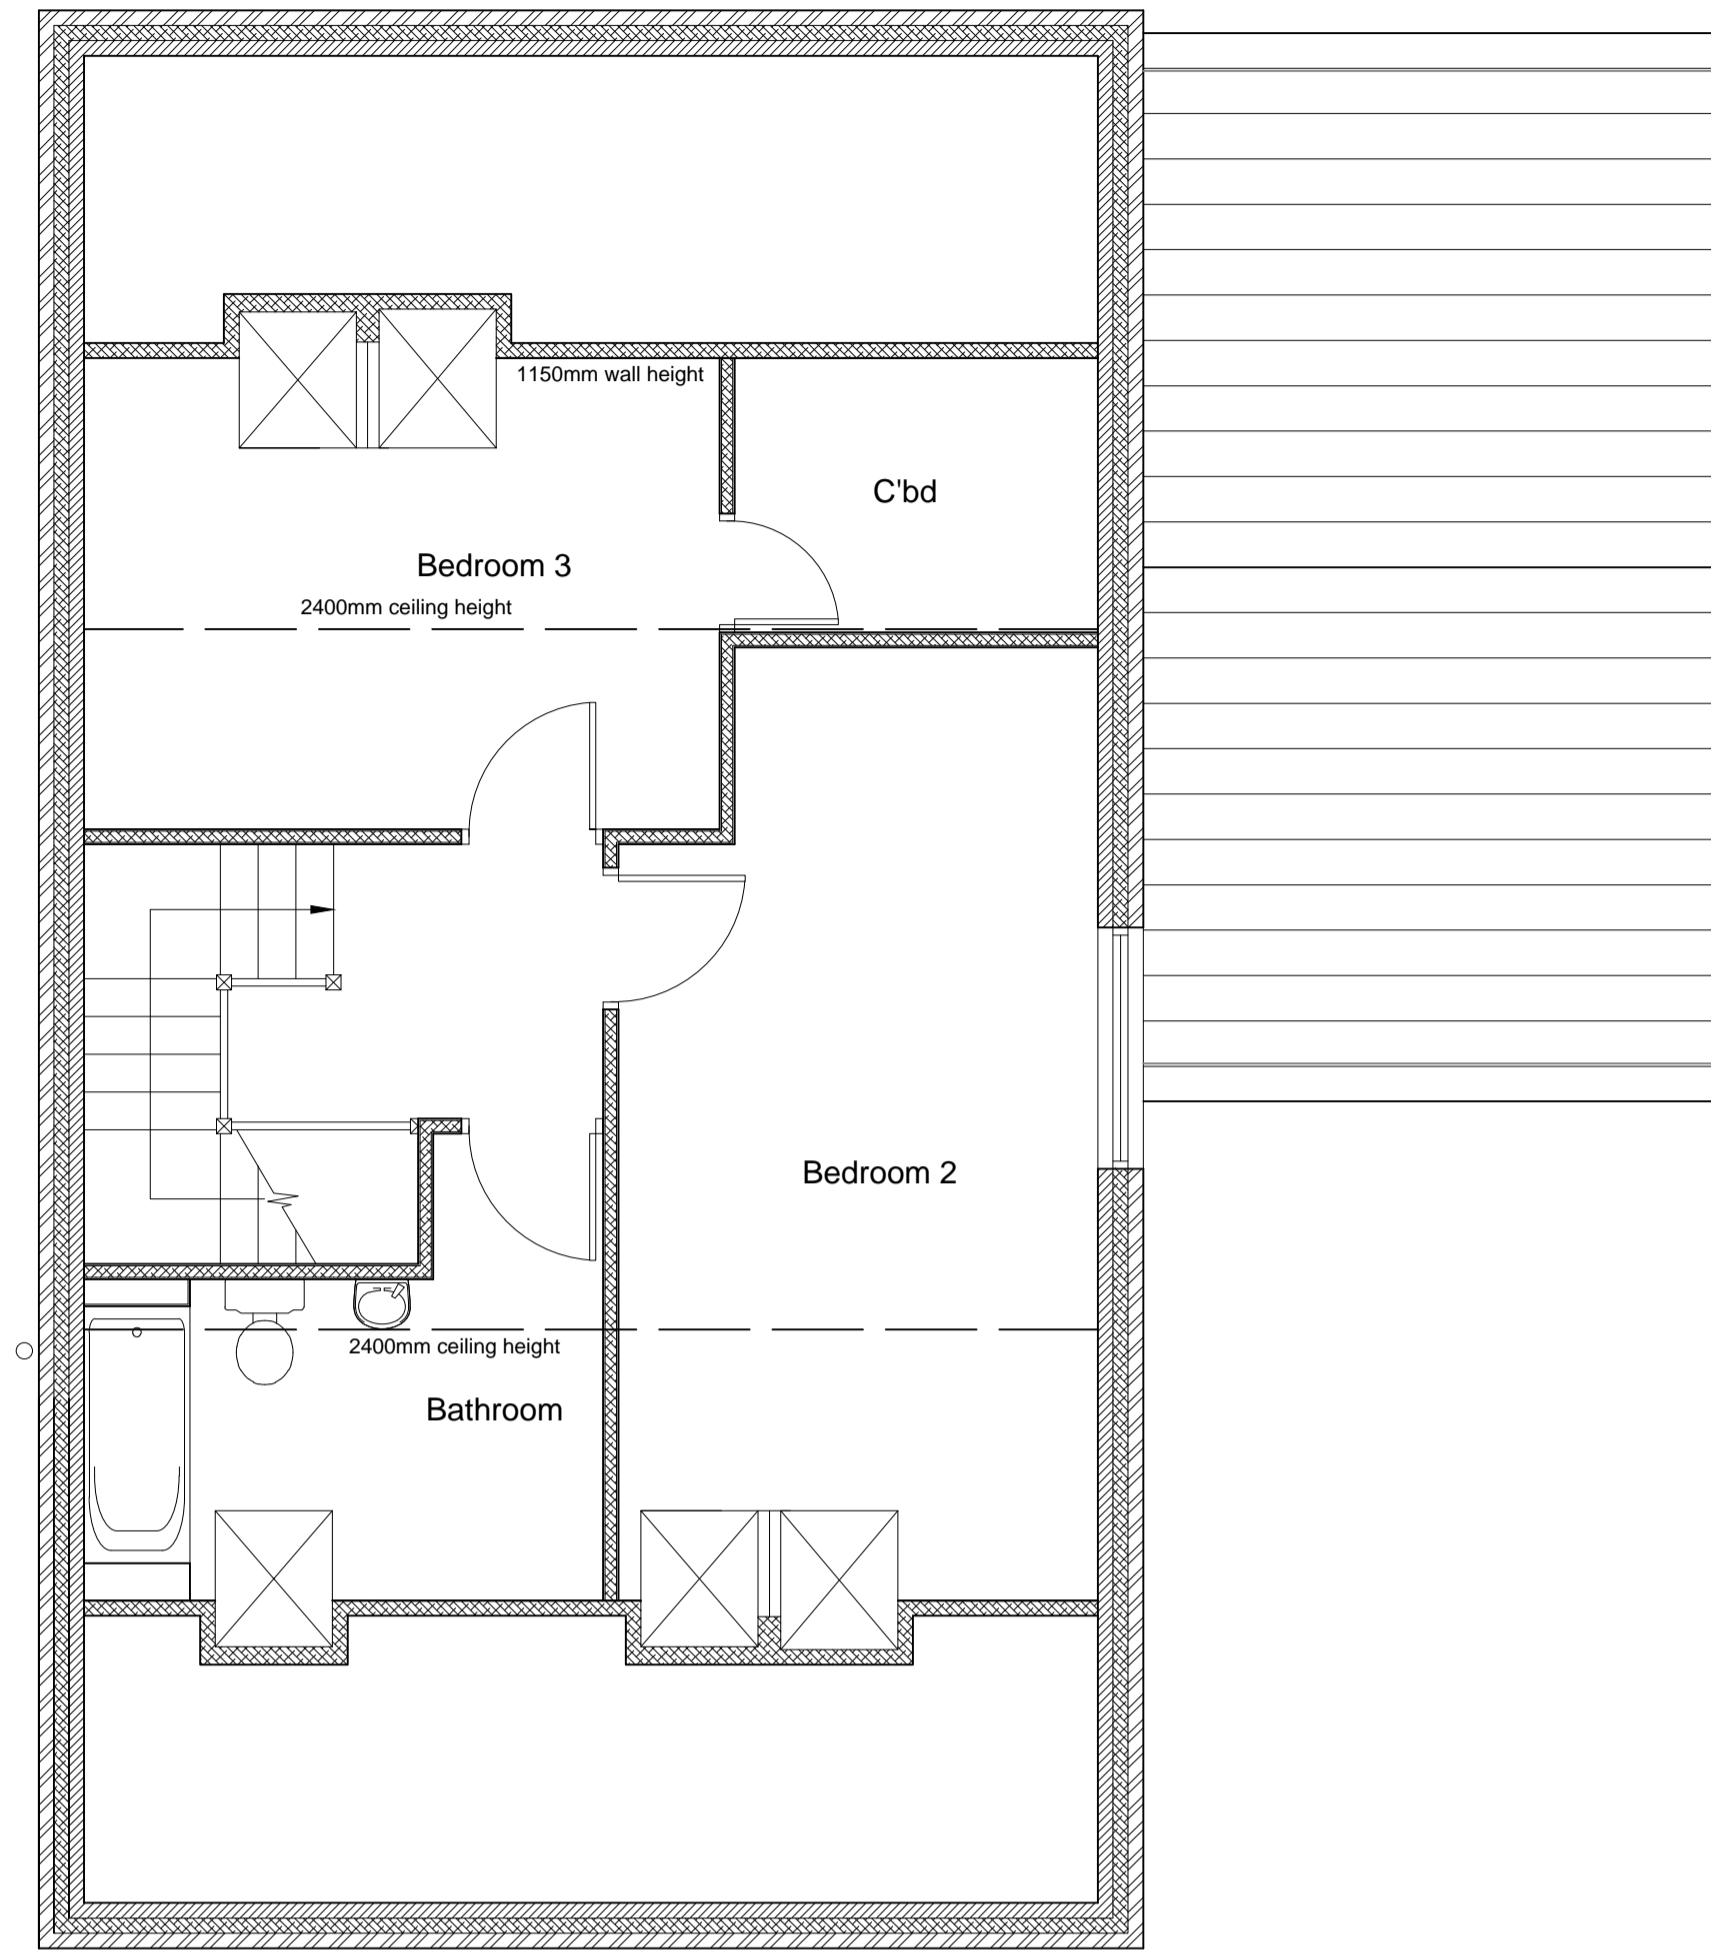 1150mm wall height
C'bd
Bedroom 3
2400mm ceiling height
Bedroom 2
2400mm ceiling height
Bathroom